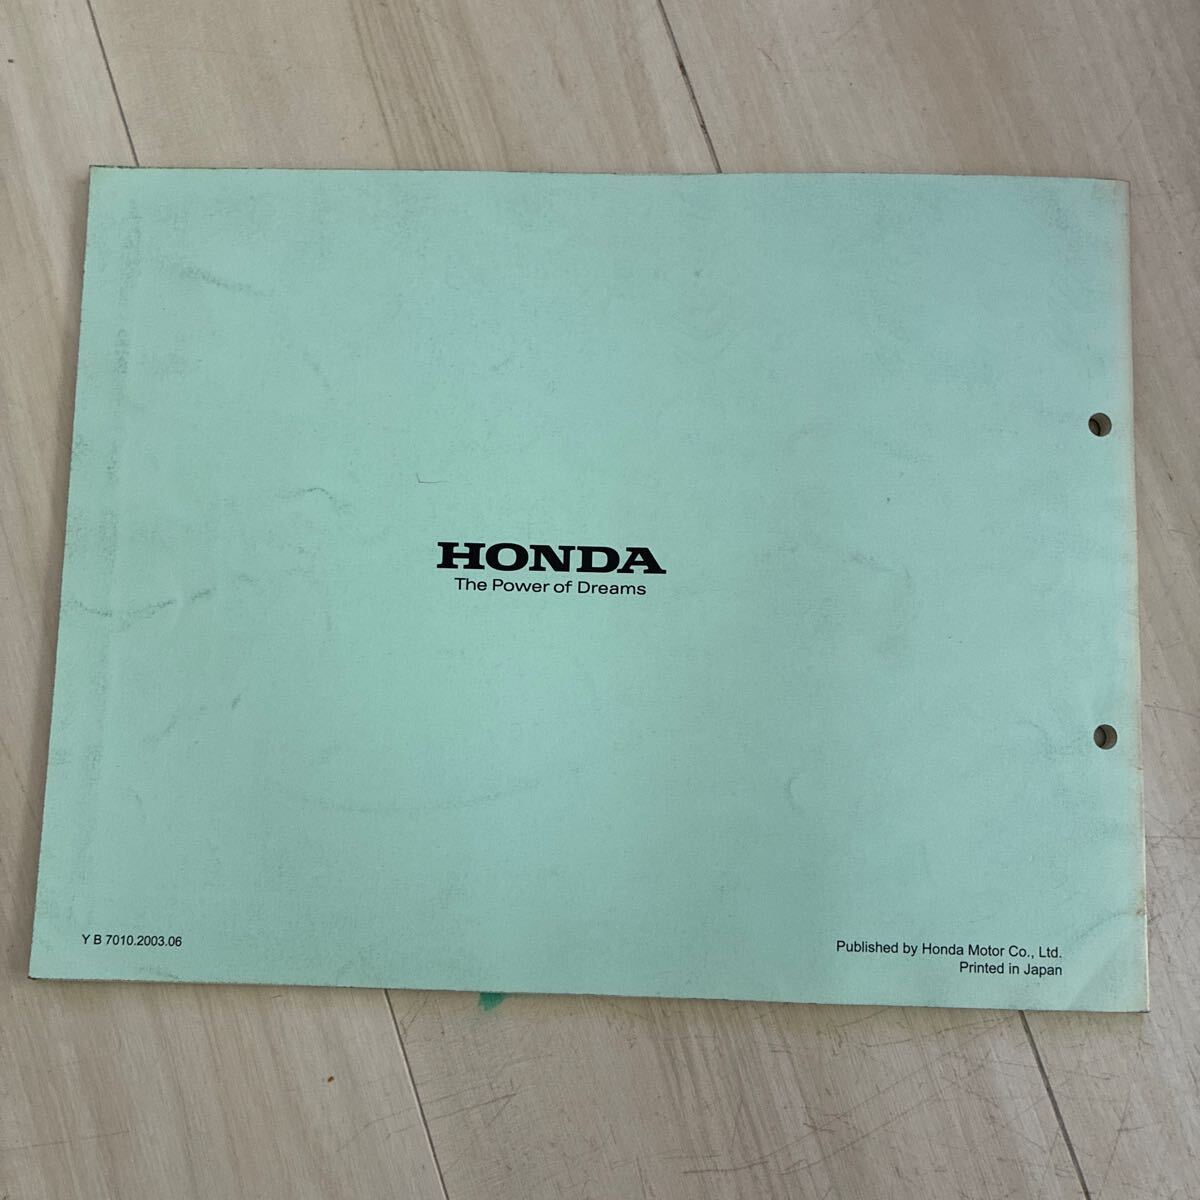 HONDA
The Power of Dreams
Y B 7010.2003.06
Published by Honda Motor Co., Ltd.
Printed in Japan